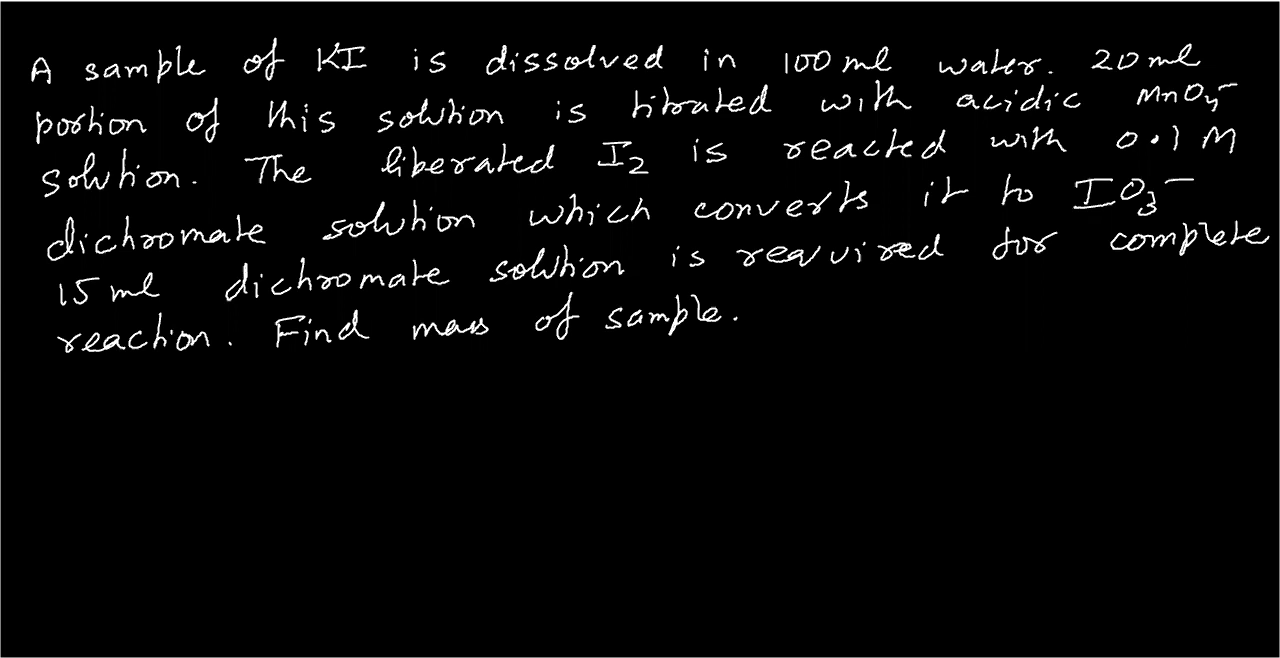 A sample of KI is dissolved in 100 ml water. 20 ml
portion of this solution is titrated with acidic MnO₄⁻
solution. The liberated I₂ is reacted with 0.1 M
dichromate solution which converts it to IO₃⁻
15 ml dichromate solution is required for complete
reaction. Find mass of sample.